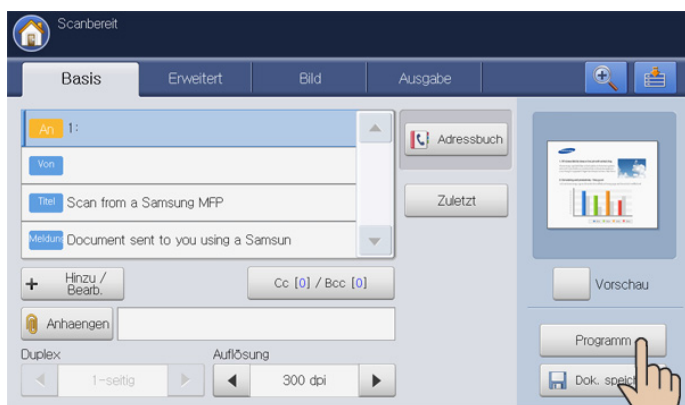 Scanbereit
Basis
Erweitert
Bild
Ausgabe
An 1:
Von
Titel Scan from a Samsung MFP
Meldung Document sent to you using a Samsun
Adressbuch
Zuletzt
+ Hinzu /
Bearb.
Cc [0] / Bcc [0]
Anhaengen
Duplex
1-seitig
Auflösung
300 dpi
Vorschau
Programm
Dok. speich